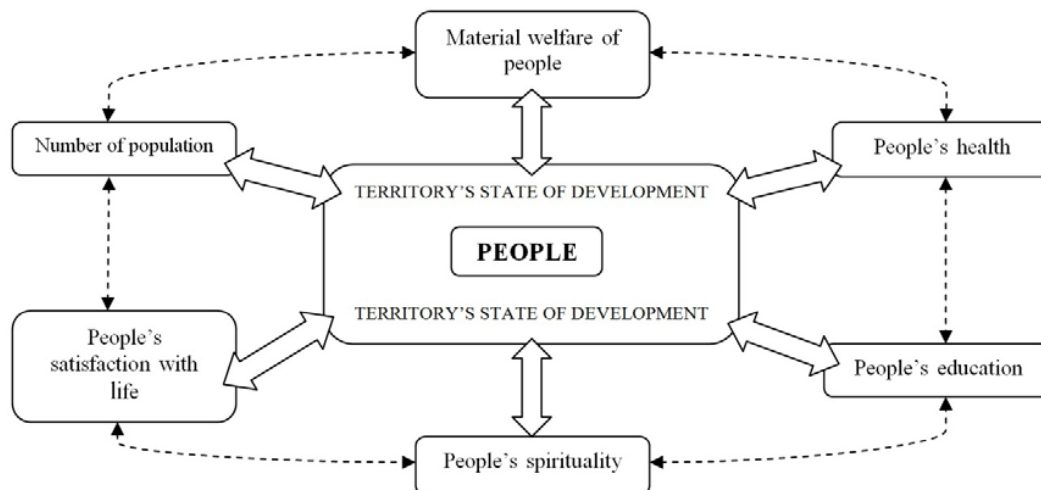 Material welfare of
people
Number of population
People's health
TERRITORY'S STATE OF DEVELOPMENT
PEOPLE
TERRITORY'S STATE OF DEVELOPMENT
People's
satisfaction with
life
People's education
People's spirituality